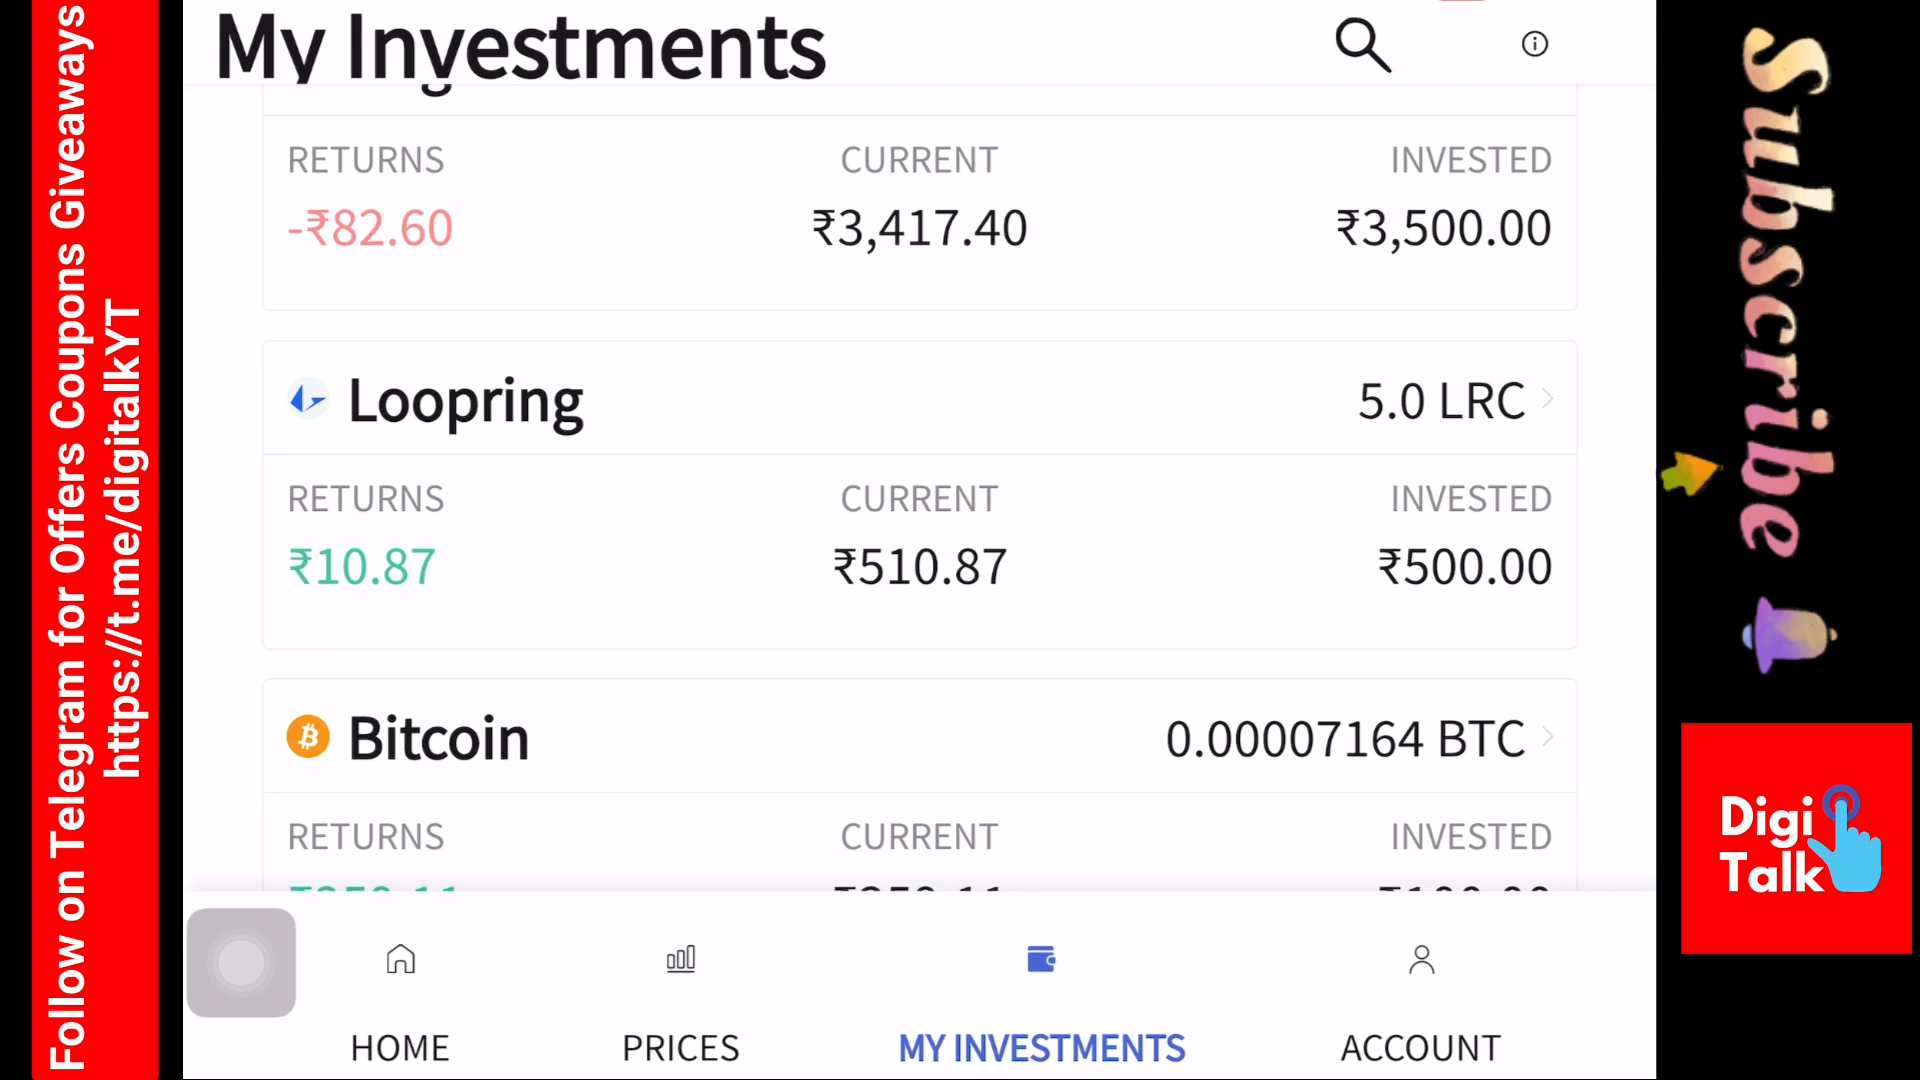 Follow on Telegram for Offers Coupons Giveaways
https://t.me/digitalkYT
My Investments
RETURNS CURRENT INVESTED
-₹82.60 ₹3,417.40 ₹3,500.00
Loopring 5.0 LRC
RETURNS CURRENT INVESTED
₹10.87 ₹510.87 ₹500.00
Bitcoin 0.00007164 BTC
RETURNS CURRENT INVESTED
HOME PRICES MY INVESTMENTS ACCOUNT
Subscribe
Digi
Talk